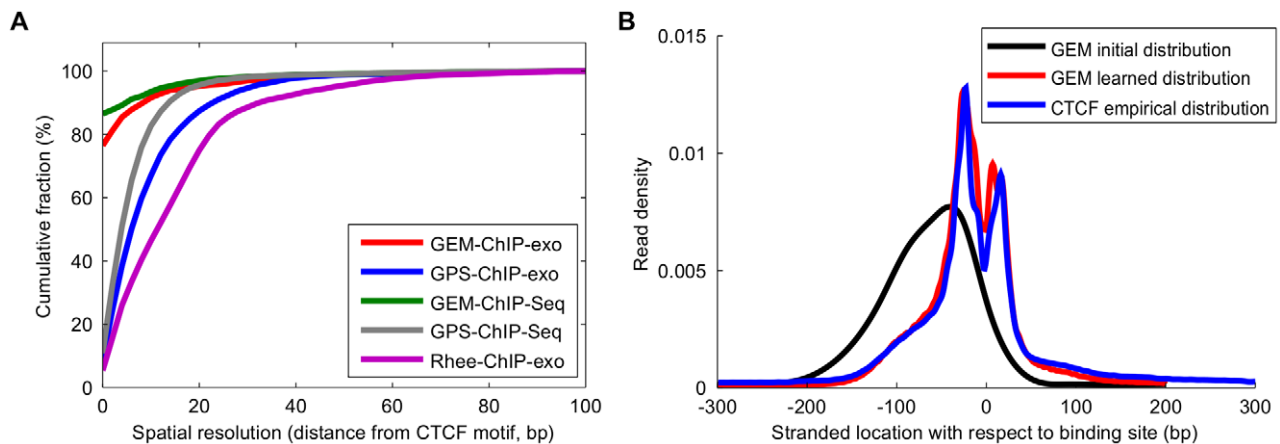 A
100
80
60
40
20
0
Cumulative fraction (%)
GEM-ChIP-exo
GPS-ChIP-exo
GEM-ChIP-Seq
GPS-ChIP-Seq
Rhee-ChIP-exo
0 20 40 60 80 100
Spatial resolution (distance from CTCF motif, bp)
B
0.015
0.01
0.005
0
Read density
GEM initial distribution
GEM learned distribution
CTCF empirical distribution
-300 -200 -100 0 100 200 300
Stranded location with respect to binding site (bp)